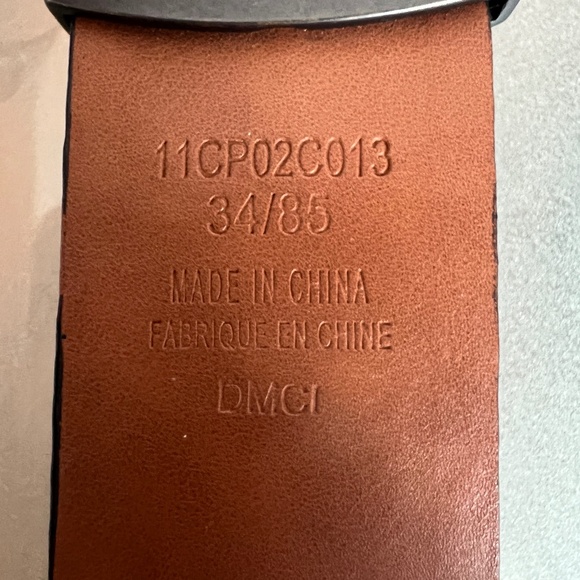 11CP02C013
34/85
MADE IN CHINA
FABRIQUE EN CHINE
DMCI